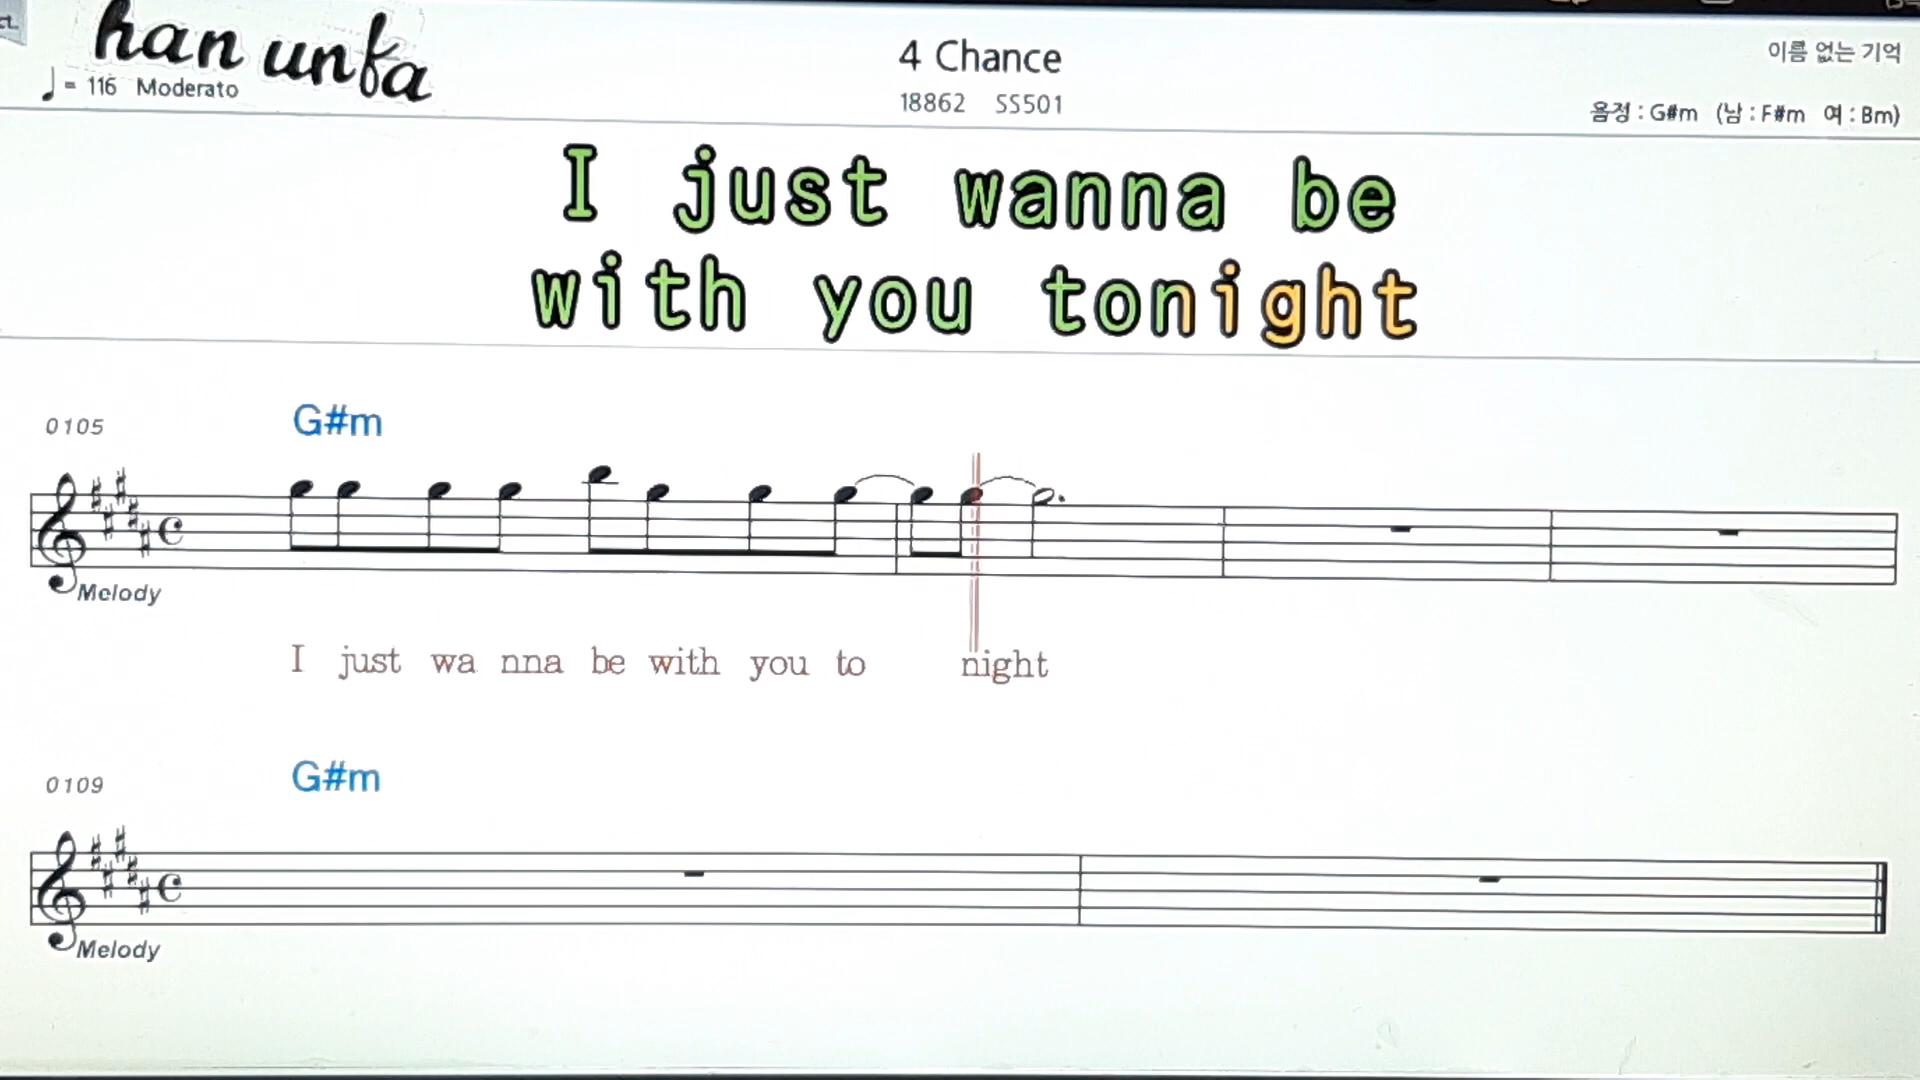 han unfa
♩= 116 Moderato
4 Chance
18862 SS501
이름 없는 기억
음정 : G#m (남 : F#m 여 : Bm)
I just wanna be
with you tonight
0105
G#m
Melody
I just wa nna be with you to night
0109
G#m
Melody